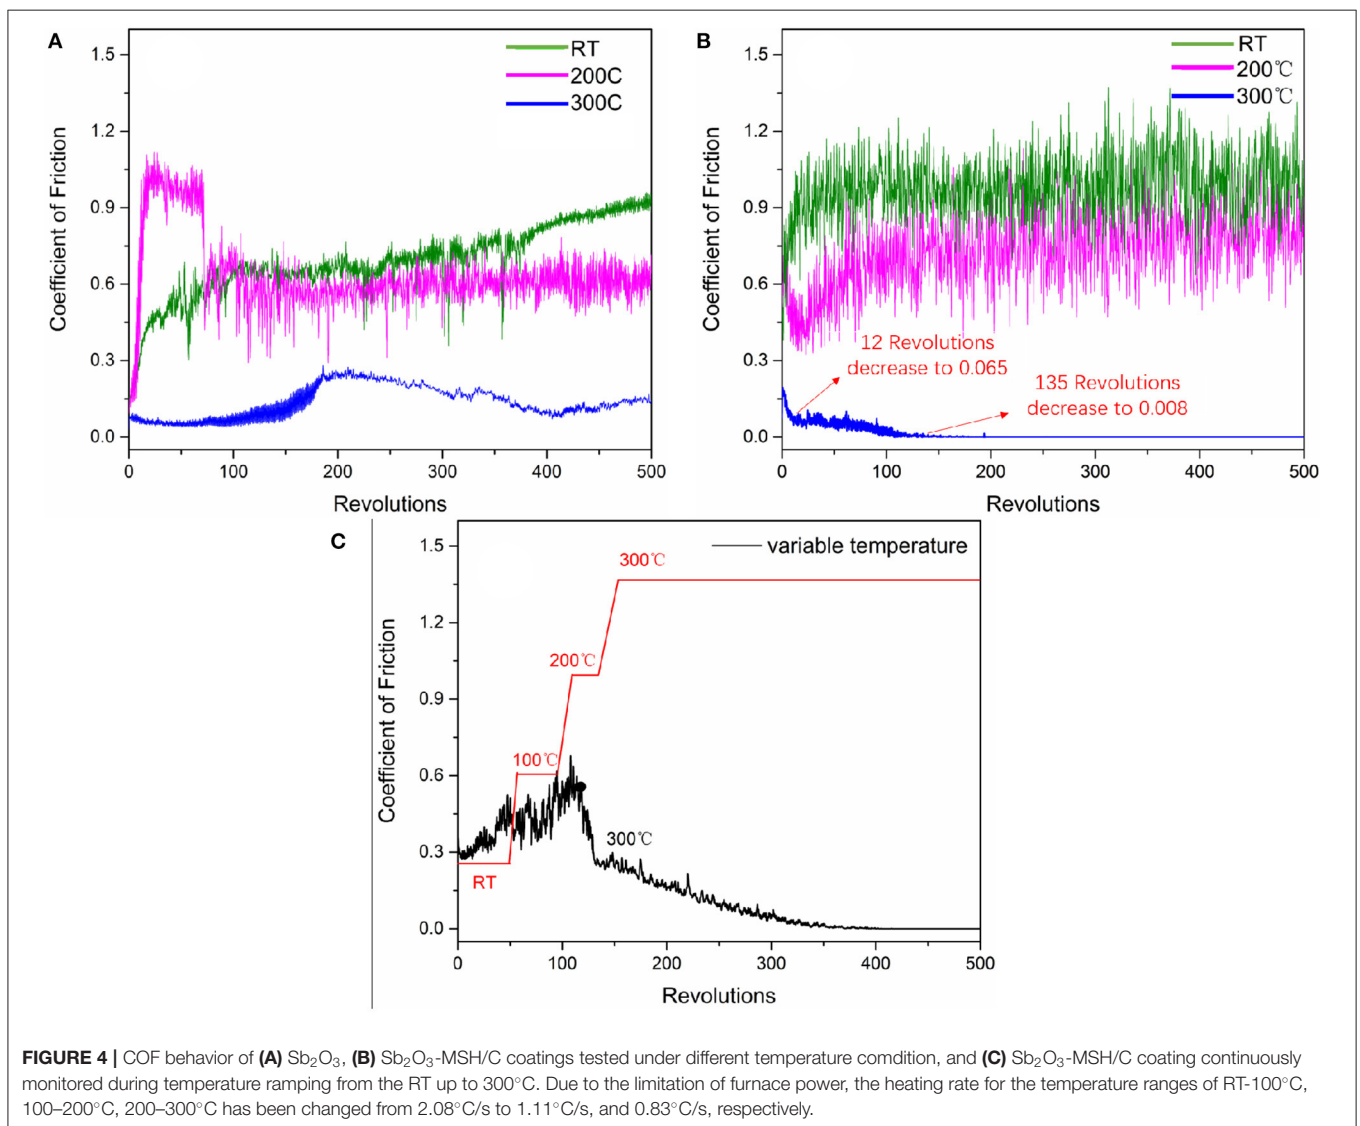 A
1.5
1.2
0.9
0.6
0.3
0.0
Coefficient of Friction
RT
200C
300C
0
100
200
300
400
500
Revolutions
B
1.5
1.2
0.9
0.6
0.3
0.0
Coefficient of Friction
RT
200℃
300℃
12 Revolutions
decrease to 0.065
135 Revolutions
decrease to 0.008
0
100
200
300
400
500
Revolutions
C
1.5
1.2
0.9
0.6
0.3
0.0
Coefficient of Friction
variable temperature
300℃
200℃
100℃
300℃
RT
0
100
200
300
400
500
Revolutions
FIGURE 4 | COF behavior of (A) Sb₂O₃, (B) Sb₂O₃-MSH/C coatings tested under different temperature comdition, and (C) Sb₂O₃-MSH/C coating continuously
monitored during temperature ramping from the RT up to 300°C. Due to the limitation of furnace power, the heating rate for the temperature ranges of RT-100°C,
100–200°C, 200–300°C has been changed from 2.08°C/s to 1.11°C/s, and 0.83°C/s, respectively.